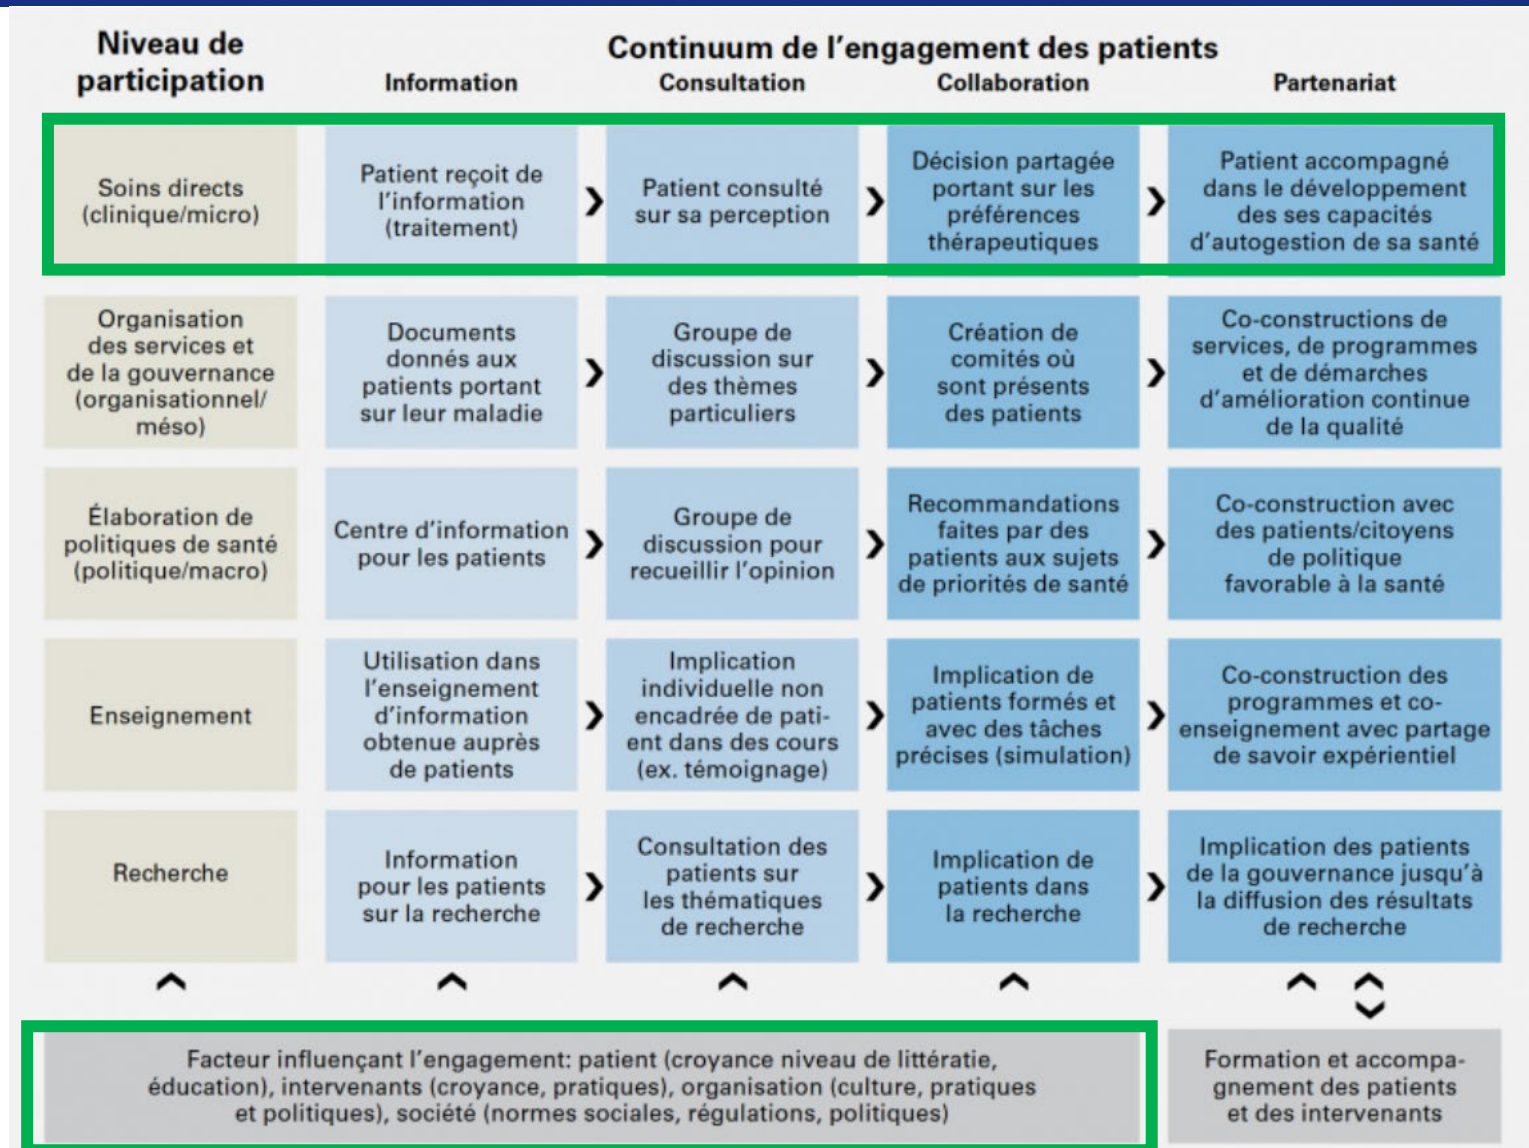 Niveau de
participation
Continuum de l'engagement des patients
Information
Consultation
Collaboration
Partenariat
Soins directs
(clinique/micro)
Patient reçoit de
l'information
(traitement)
Patient consulté
sur sa perception
Décision partagée
portant sur les
préférences
thérapeutiques
Patient accompagné
dans le développement
des ses capacités
d'autogestion de sa santé
Organisation
des services et
de la gouvernance
(organisationnel/
méso)
Documents
donnés aux
patients portant
sur leur maladie
Groupe de
discussion sur
des thèmes
particuliers
Création de
comités où
sont présents
des patients
Co-constructions de
services, de programmes
et de démarches
d'amélioration continue
de la qualité
Élaboration de
politiques de santé
(politique/macro)
Centre d'information
pour les patients
Groupe de
discussion pour
recueillir l'opinion
Recommandations
faites par des
patients aux sujets
de priorités de santé
Co-construction avec
des patients/citoyens
de politique
favorable à la santé
Enseignement
Utilisation dans
l'enseignement
d'information
obtenue auprès
de patients
Implication
individuelle non
encadrée de pati-
ent dans des cours
(ex. témoignage)
Implication de
patients formés et
avec des tâches
précises (simulation)
Co-construction des
programmes et co-
enseignement avec partage
de savoir expérientiel
Recherche
Information
pour les patients
sur la recherche
Consultation des
patients sur
les thématiques
de recherche
Implication de
patients dans
la recherche
Implication des patients
de la gouvernance jusqu'à
la diffusion des résultats
de recherche
Facteur influençant l'engagement: patient (croyance niveau de littératie,
éducation), intervenants (croyance, pratiques), organisation (culture, pratiques
et politiques), société (normes sociales, régulations, politiques)
Formation et accompa-
gnement des patients
et des intervenants